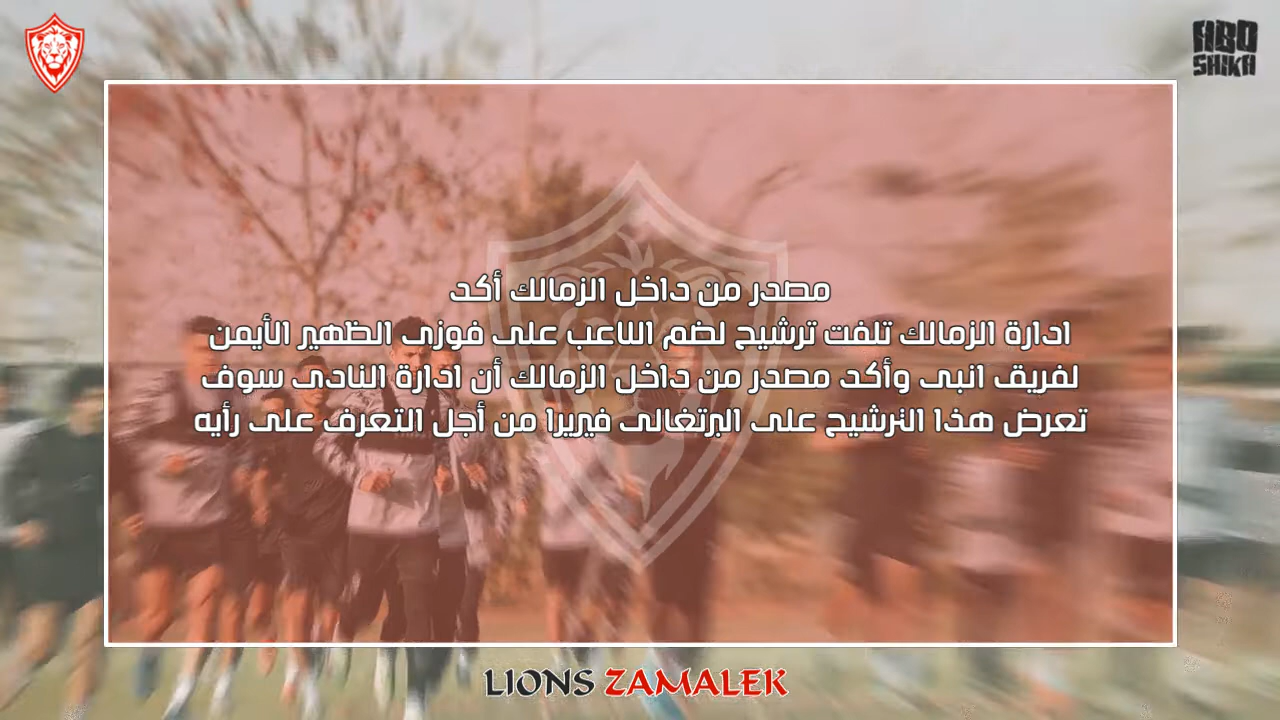 ABO
SHIKA
مصدر من داخل الزمالك أكد
ادارة الزمالك تلفت ترشيح لضم اللاعب على فوزى الظهير الأيمن
لفريق انبى وأكد مصدر من داخل الزمالك أن ادارة النادى سوف
تعرض هذا الترشيح على البرتغالى فيريرا من أجل التعرف على رأيه
LIONS ZAMALEK